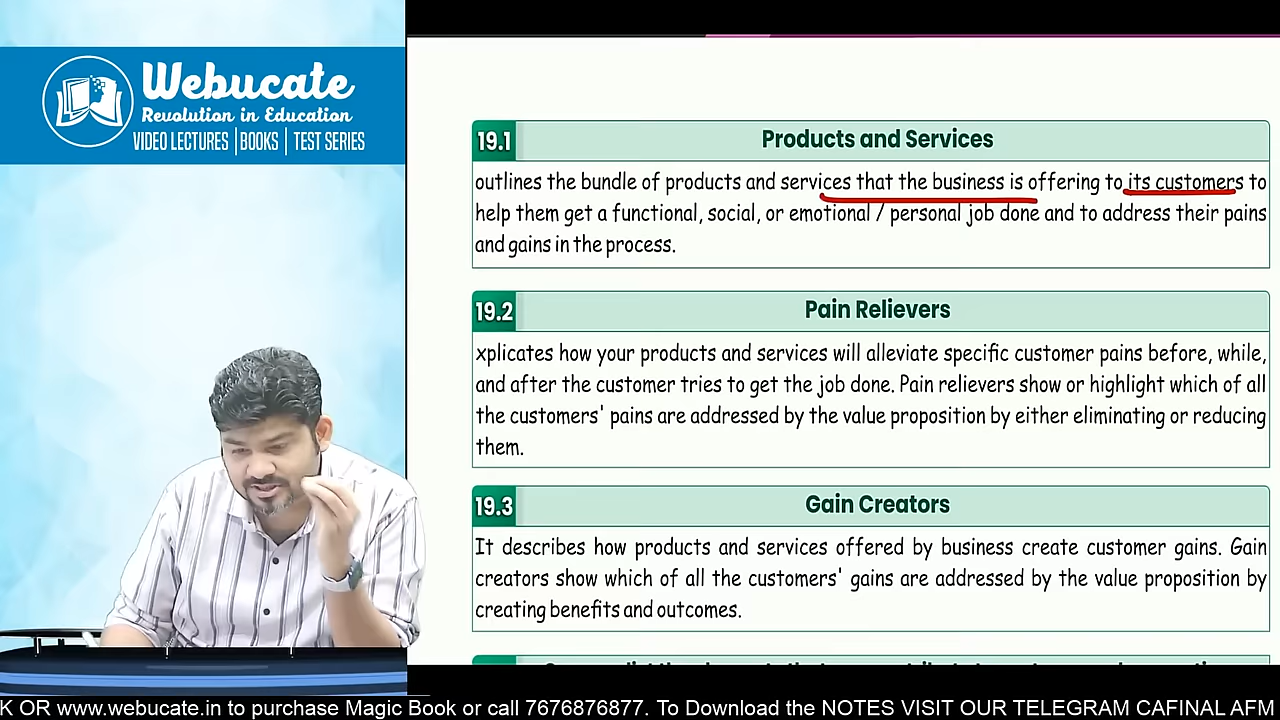 Webucate
Revolution in Education
VIDEO LECTURES | BOOKS | TEST SERIES
19.1 Products and Services
outlines the bundle of products and services that the business is offering to its customers to
help them get a functional, social, or emotional / personal job done and to address their pains
and gains in the process.
19.2 Pain Relievers
xplicates how your products and services will alleviate specific customer pains before, while,
and after the customer tries to get the job done. Pain relievers show or highlight which of all
the customers' pains are addressed by the value proposition by either eliminating or reducing
them.
19.3 Gain Creators
It describes how products and services offered by business create customer gains. Gain
creators show which of all the customers' gains are addressed by the value proposition by
creating benefits and outcomes.
K OR www.webucate.in to purchase Magic Book or call 7676876877. To Download the NOTES VISIT OUR TELEGRAM CAFINAL AFM